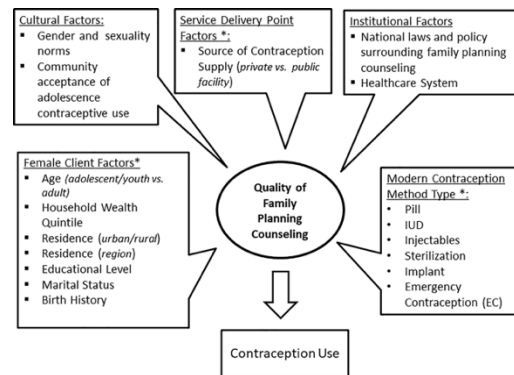 Cultural Factors:
▪ Gender and sexuality
norms
▪ Community
acceptance of
adolescence
contraceptive use
Service Delivery Point
Factors *:
▪ Source of Contraception
Supply (private vs. public
facility)
Institutional Factors
▪ National laws and policy
surrounding family planning
counseling
▪ Healthcare System
Female Client Factors*
▪ Age (adolescent/youth vs.
adult)
▪ Household Wealth
Quintile
▪ Residence (urban/rural)
▪ Residence (region)
▪ Educational Level
▪ Marital Status
▪ Birth History
Quality of
Family
Planning
Counseling
Modern Contraception
Method Type *:
• Pill
• IUD
• Injectables
• Sterilization
• Implant
• Emergency
Contraception (EC)
Contraception Use